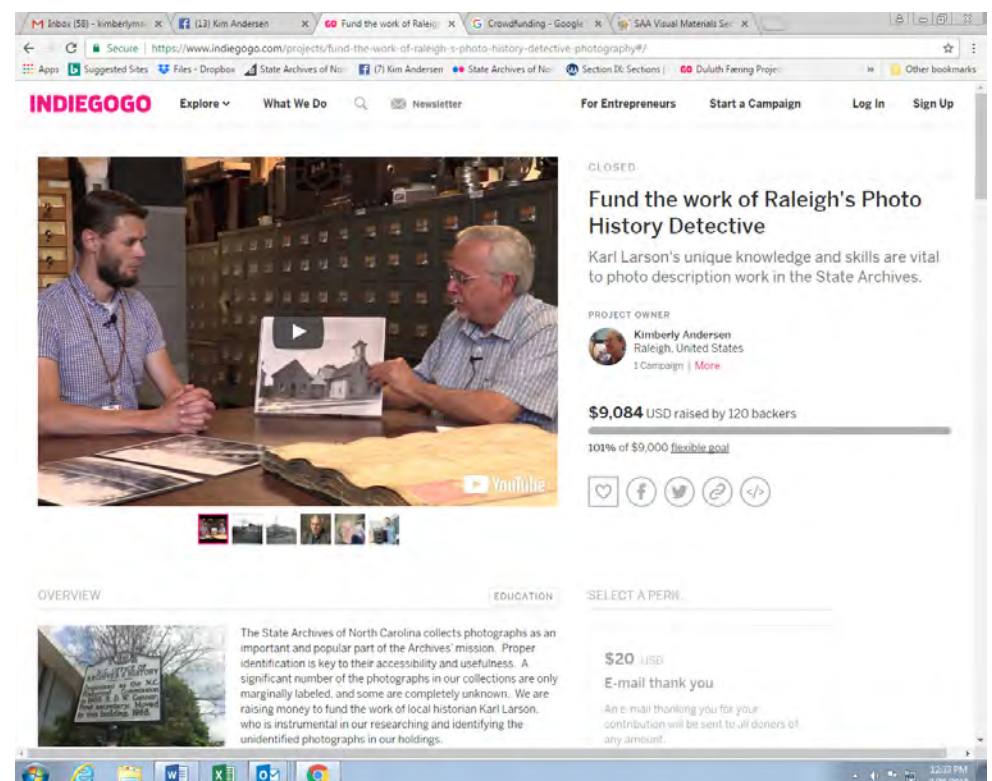 Inbox (58) - kimberlyms
(13) Kim Andersen
Fund the work of Raleig
Crowdfunding - Google
SAA Visual Materials Sec
Secure https://www.indiegogo.com/projects/fund-the-work-of-raleigh-s-photo-history-detective-photography#/
Apps Suggested Sites Files - Dropbox State Archives of No (7) Kim Andersen State Archives of No Section IX: Sections | Duluth Færing Projec » Other bookmarks
INDIEGOGO Explore What We Do Newsletter For Entrepreneurs Start a Campaign Log In Sign Up
CLOSED
Fund the work of Raleigh's Photo
History Detective
Karl Larson's unique knowledge and skills are vital
to photo description work in the State Archives.
PROJECT OWNER
Kimberly Andersen
Raleigh, United States
1 Campaign | More
$9,084 USD raised by 120 backers
101% of $9,000 flexible goal
YouTube
OVERVIEW EDUCATION
The State Archives of North Carolina collects photographs as an
important and popular part of the Archives' mission. Proper
identification is key to their accessibility and usefulness. A
significant number of the photographs in our collections are only
marginally labeled, and some are completely unknown. We are
raising money to fund the work of local historian Karl Larson,
who is instrumental in our researching and identifying the
unidentified photographs in our holdings.
N.C. OFFICE OF
ARCHIVES & HISTORY
SELECT A PERK
$20 USD
E-mail thank you
An e-mail thanking you for your
contribution will be sent to all donors of
any amount.
12:33 PM